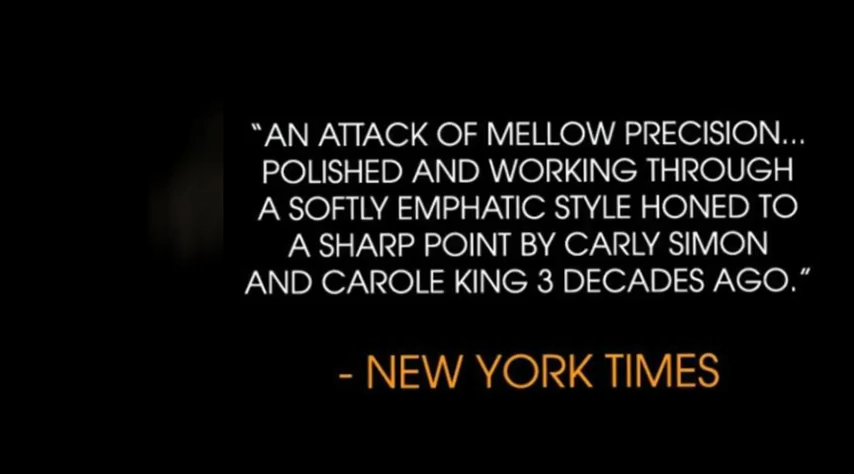 “AN ATTACK OF MELLOW PRECISION...
POLISHED AND WORKING THROUGH
A SOFTLY EMPHATIC STYLE HONED TO
A SHARP POINT BY CARLY SIMON
AND CAROLE KING 3 DECADES AGO.”
- NEW YORK TIMES